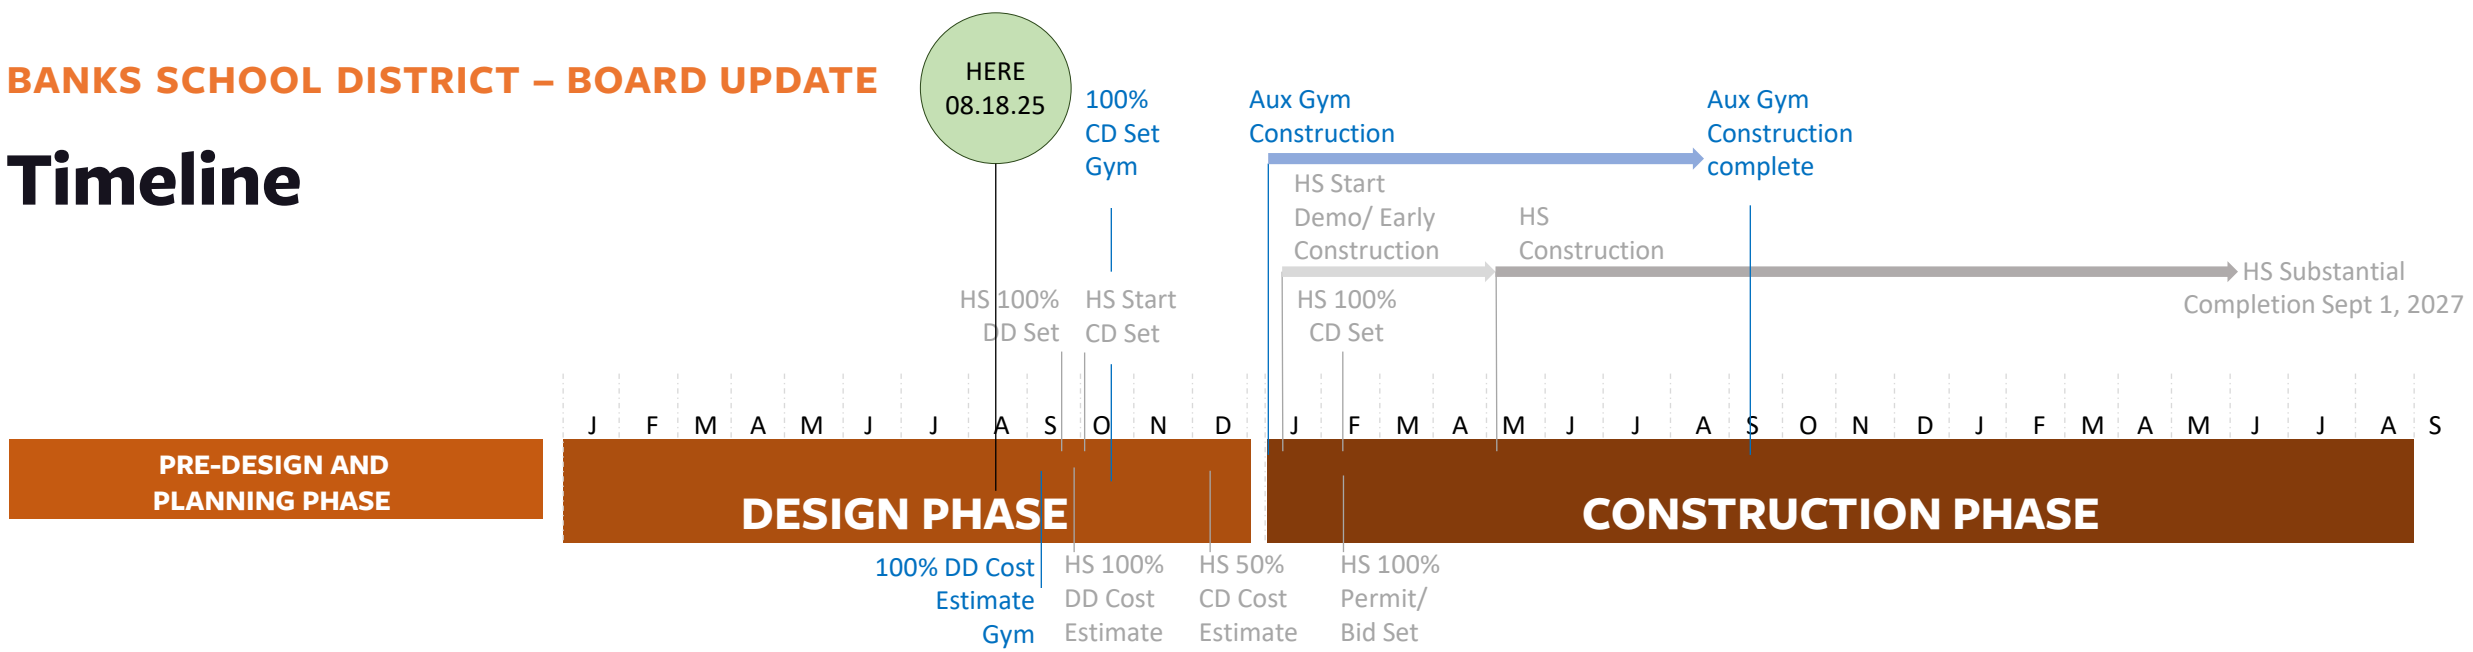 BANKS SCHOOL DISTRICT – BOARD UPDATE
Timeline
HERE
08.18.25
100%
CD Set
Gym
Aux Gym
Construction
Aux Gym
Construction
complete
HS Start
Demo/ Early
Construction
HS
Construction
HS Substantial
Completion Sept 1, 2027
HS 100%
DD Set
HS Start
CD Set
HS 100%
CD Set
J F M A M J J A S O N D J F M A M J J A S O N D J F M A M J J A S
PRE-DESIGN AND
PLANNING PHASE
DESIGN PHASE
CONSTRUCTION PHASE
100% DD Cost
Estimate
Gym
HS 100%
DD Cost
Estimate
HS 50%
CD Cost
Estimate
HS 100%
Permit/
Bid Set